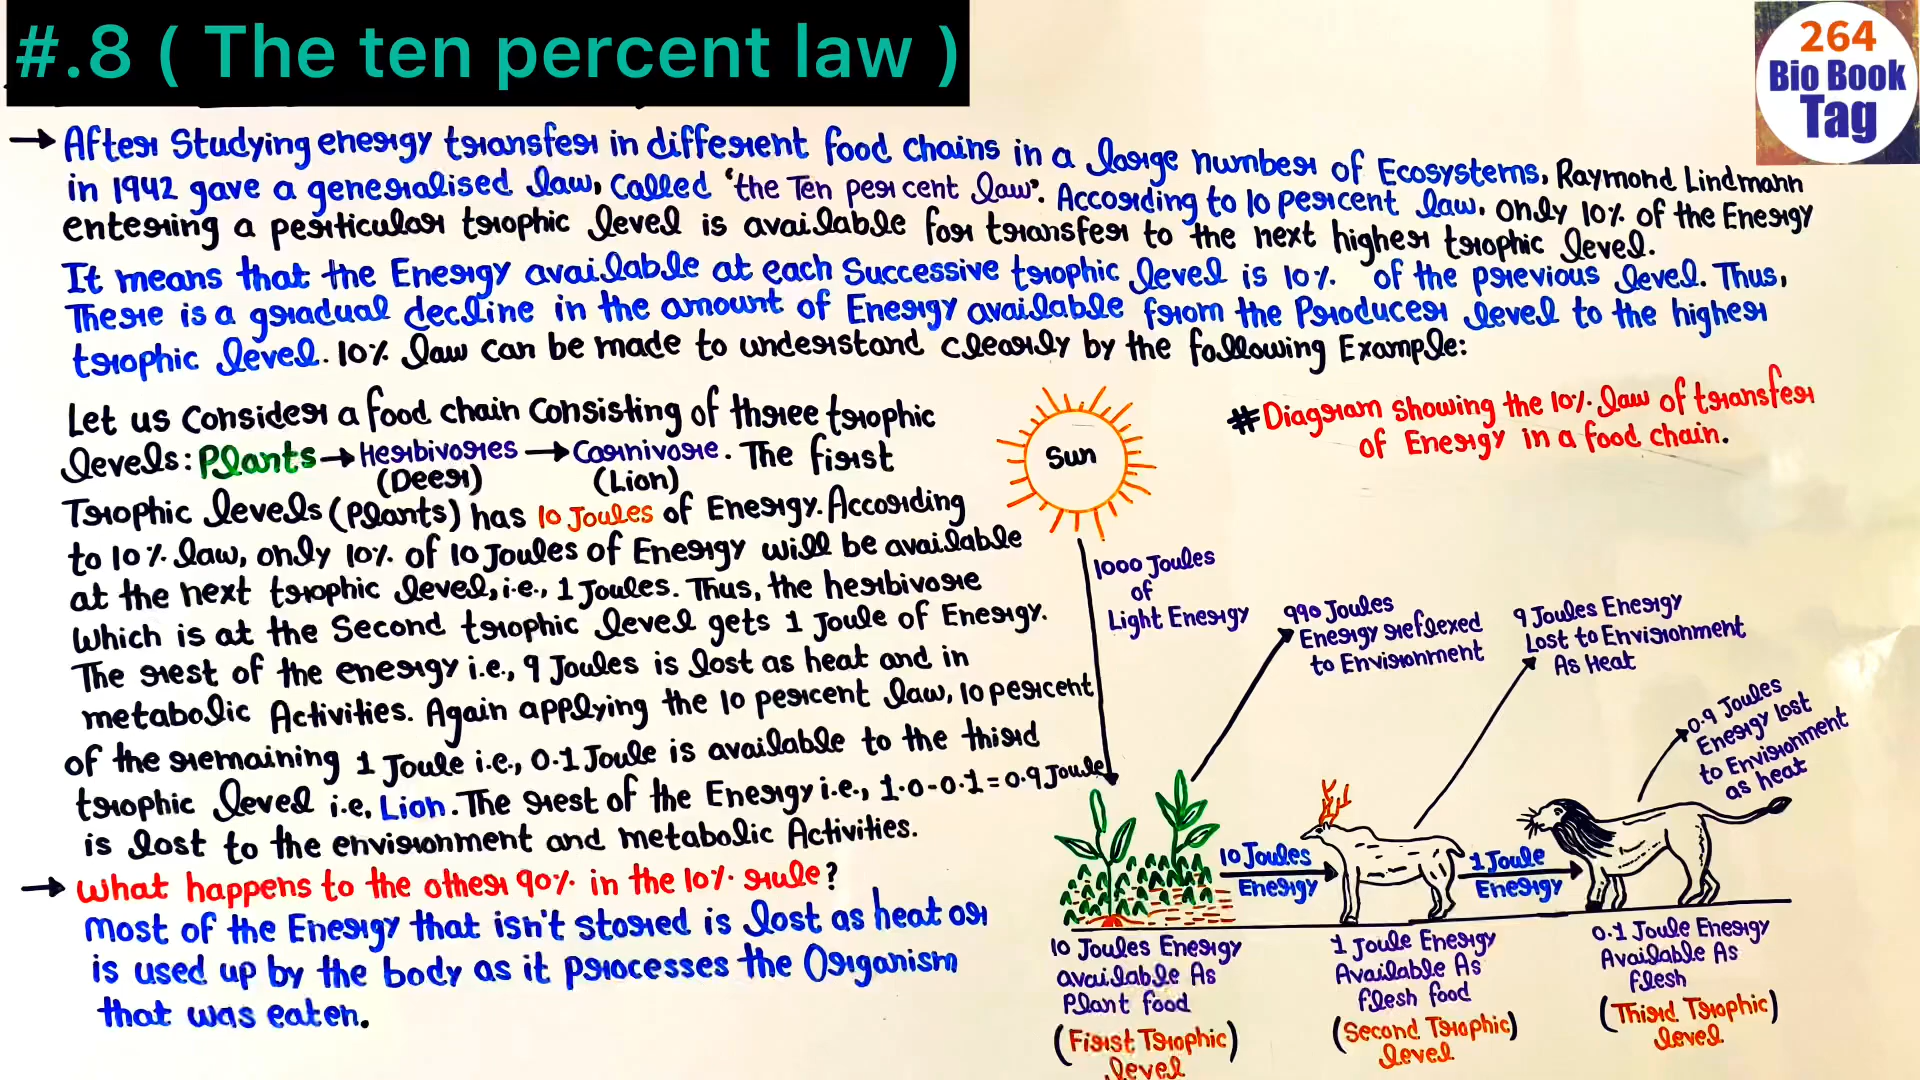 #.8 ( The ten percent law )
264
Bio Book
Tag
→ After Studying energy transfer in different food chains in a large number of Ecosystems, Raymond Lindmann
in 1942 gave a generalised law, Called 'the Ten percent law'. According to 10 percent law, only 10% of the Energy
entering a perticular trophic level is available for transfer to the next higher trophic level.
It means that the Energy available at each Successive trophic level is 10% of the previous level. Thus,
There is a gradual decline in the amount of Energy available from the Producer level to the higher
trophic level. 10% law can be made to understand clearly by the following Example:
Let us Consider a food chain Consisting of three trophic
levels: Plants → Herbivores → Carnivore. The first
(Deer) (Lion)
Trophic levels (Plants) has 10 Joules of Energy. According
to 10% law, only 10% of 10 Joules of Energy will be available
at the next trophic level, i.e., 1 Joules. Thus, the herbivore
which is at the Second trophic level gets 1 Joule of Energy.
The rest of the energy i.e., 9 Joules is lost as heat and in
metabolic Activities. Again applying the 10 percent law, 10 percent
of the remaining 1 Joule i.e., 0.1 Joule is available to the third
trophic level i.e, Lion. The rest of the Energy i.e., 1.0-0.1=0.9 Joule
is lost to the environment and metabolic Activities.
→ What happens to the other 90% in the 10% rule?
Most of the Energy that isn't stored is lost as heat or
is used up by the body as it processes the Organism
that was eaten.
# Diagram showing the 10% law of transfer
of Energy in a food chain.
Sun
1000 Joules
of
Light Energy
990 Joules
Energy reflexed
to Environment
9 Joules Energy
Lost to Environment
As Heat
0.9 Joules
Energy Lost
to Environment
as heat
10 Joules
Energy
1 Joule
Energy
10 Joules Energy
available As
Plant food
(First Trophic)
level
1 Joule Energy
Available As
flesh food
(Second Trophic)
level
0.1 Joule Energy
Available As
flesh
(Third Trophic)
level